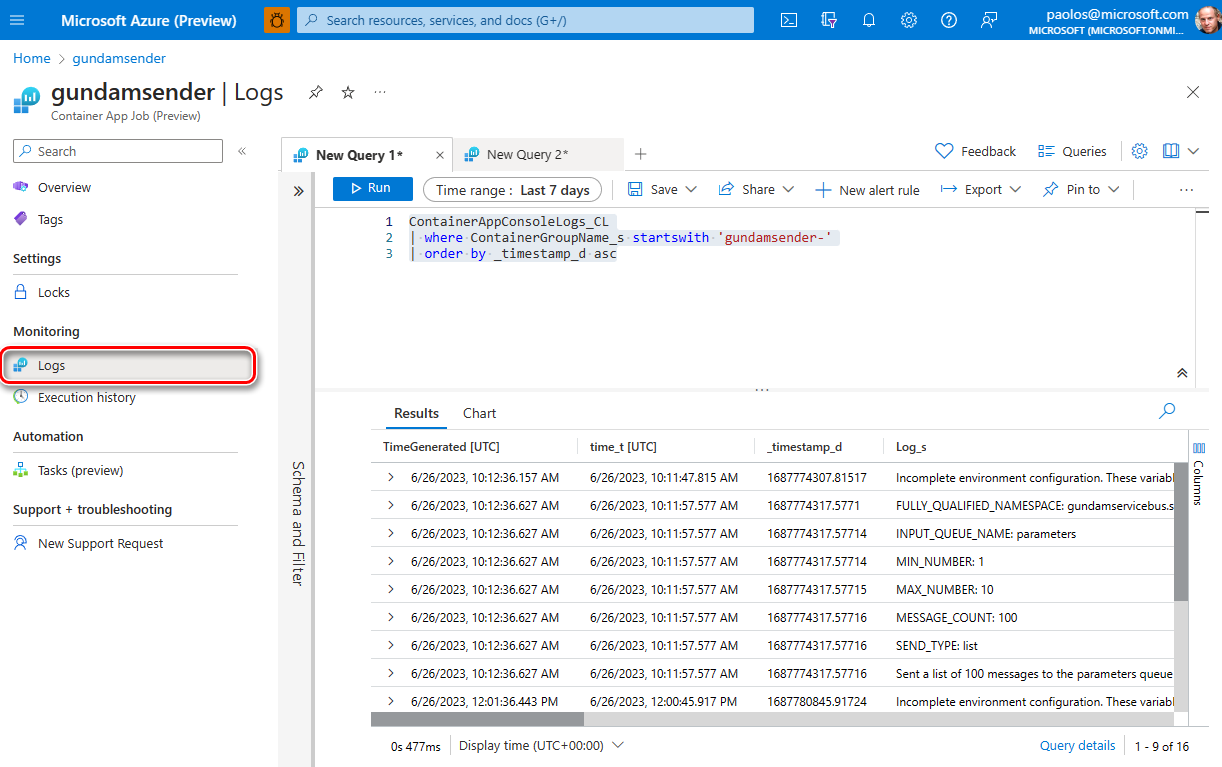 Microsoft Azure (Preview)
Search resources, services, and docs (G+/)
paolos@microsoft.com
MICROSOFT (MICROSOFT.ONMI...
Home > gundamsender
gundamsender | Logs
Container App Job (Preview)
Search
Overview
Tags
Settings
Locks
Monitoring
Logs
Execution history
Automation
Tasks (preview)
Support + troubleshooting
New Support Request
New Query 1*
New Query 2*
Feedback
Queries
Run
Time range : Last 7 days
Save
Share
New alert rule
Export
Pin to
1 ContainerAppConsoleLogs_CL
2 | where ContainerGroupName_s startswith 'gundamsender-'
3 | order by _timestamp_d asc
Schema and Filter
Results Chart
TimeGenerated [UTC] time_t [UTC] _timestamp_d Log_s
6/26/2023, 10:12:36.157 AM 6/26/2023, 10:11:47.815 AM 1687774307.81517 Incomplete environment configuration. These variabl
6/26/2023, 10:12:36.627 AM 6/26/2023, 10:11:57.577 AM 1687774317.5771 FULLY_QUALIFIED_NAMESPACE: gundamservicebus.s
6/26/2023, 10:12:36.627 AM 6/26/2023, 10:11:57.577 AM 1687774317.57714 INPUT_QUEUE_NAME: parameters
6/26/2023, 10:12:36.627 AM 6/26/2023, 10:11:57.577 AM 1687774317.57714 MIN_NUMBER: 1
6/26/2023, 10:12:36.627 AM 6/26/2023, 10:11:57.577 AM 1687774317.57715 MAX_NUMBER: 10
6/26/2023, 10:12:36.627 AM 6/26/2023, 10:11:57.577 AM 1687774317.57716 MESSAGE_COUNT: 100
6/26/2023, 10:12:36.627 AM 6/26/2023, 10:11:57.577 AM 1687774317.57716 SEND_TYPE: list
6/26/2023, 10:12:36.627 AM 6/26/2023, 10:11:57.577 AM 1687774317.57716 Sent a list of 100 messages to the parameters queue
6/26/2023, 12:01:36.443 PM 6/26/2023, 12:00:45.917 PM 1687780845.91724 Incomplete environment configuration. These variabl
Columns
0s 477ms
Display time (UTC+00:00)
Query details
1 - 9 of 16